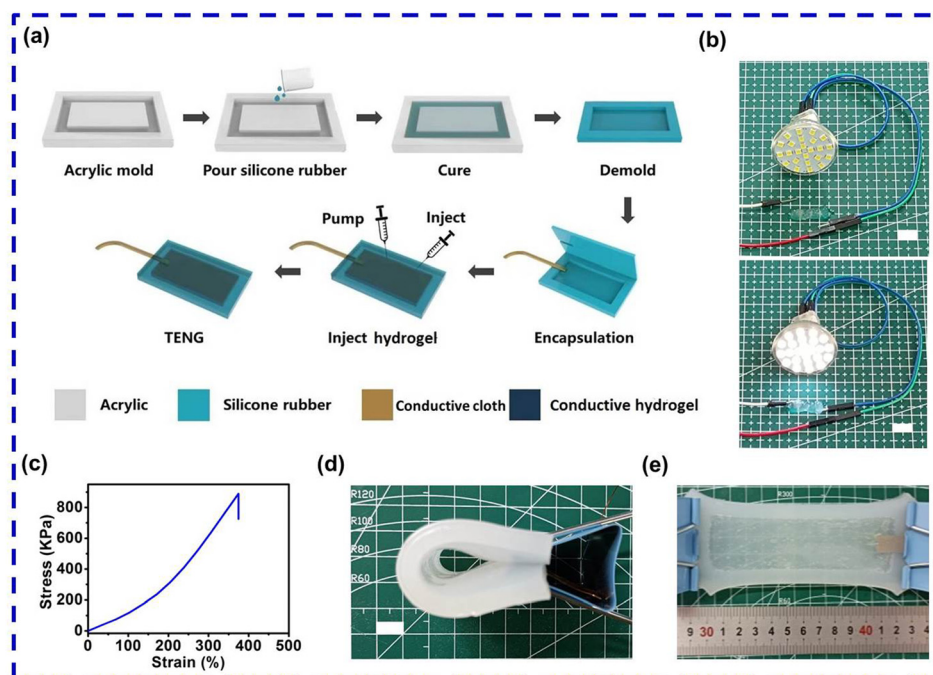 (a)
Acrylic mold
Pour silicone rubber
Cure
Demold
Pump
Inject
TENG
Inject hydrogel
Encapsulation
Acrylic
Silicone rubber
Conductive cloth
Conductive hydrogel
(b)
(c)
Stress (KPa)
800
600
400
200
0
0 100 200 300 400 500
Strain (%)
(d)
R120
R100
R80
R60
(e)
R300
R60
9 30 1 2 3 4 5 6 7 8 9 40 1 2 3 4